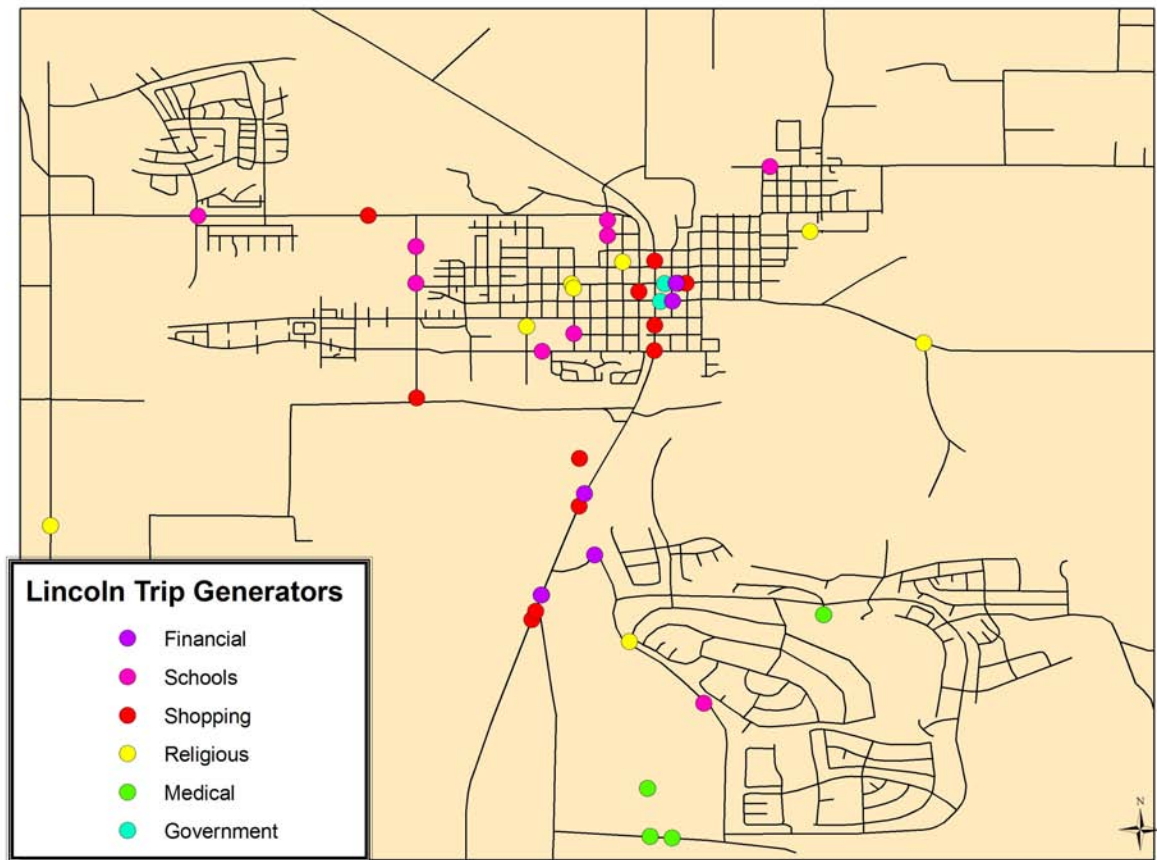 Lincoln Trip Generators
Financial
Schools
Shopping
Religious
Medical
Government
N